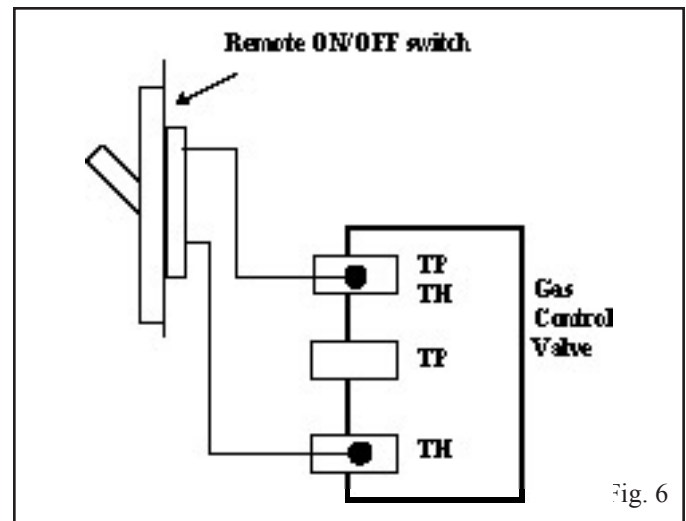 Remote ON/OFF switch
TP
TH
Gas
Control
Valve
TP
TH
Fig. 6